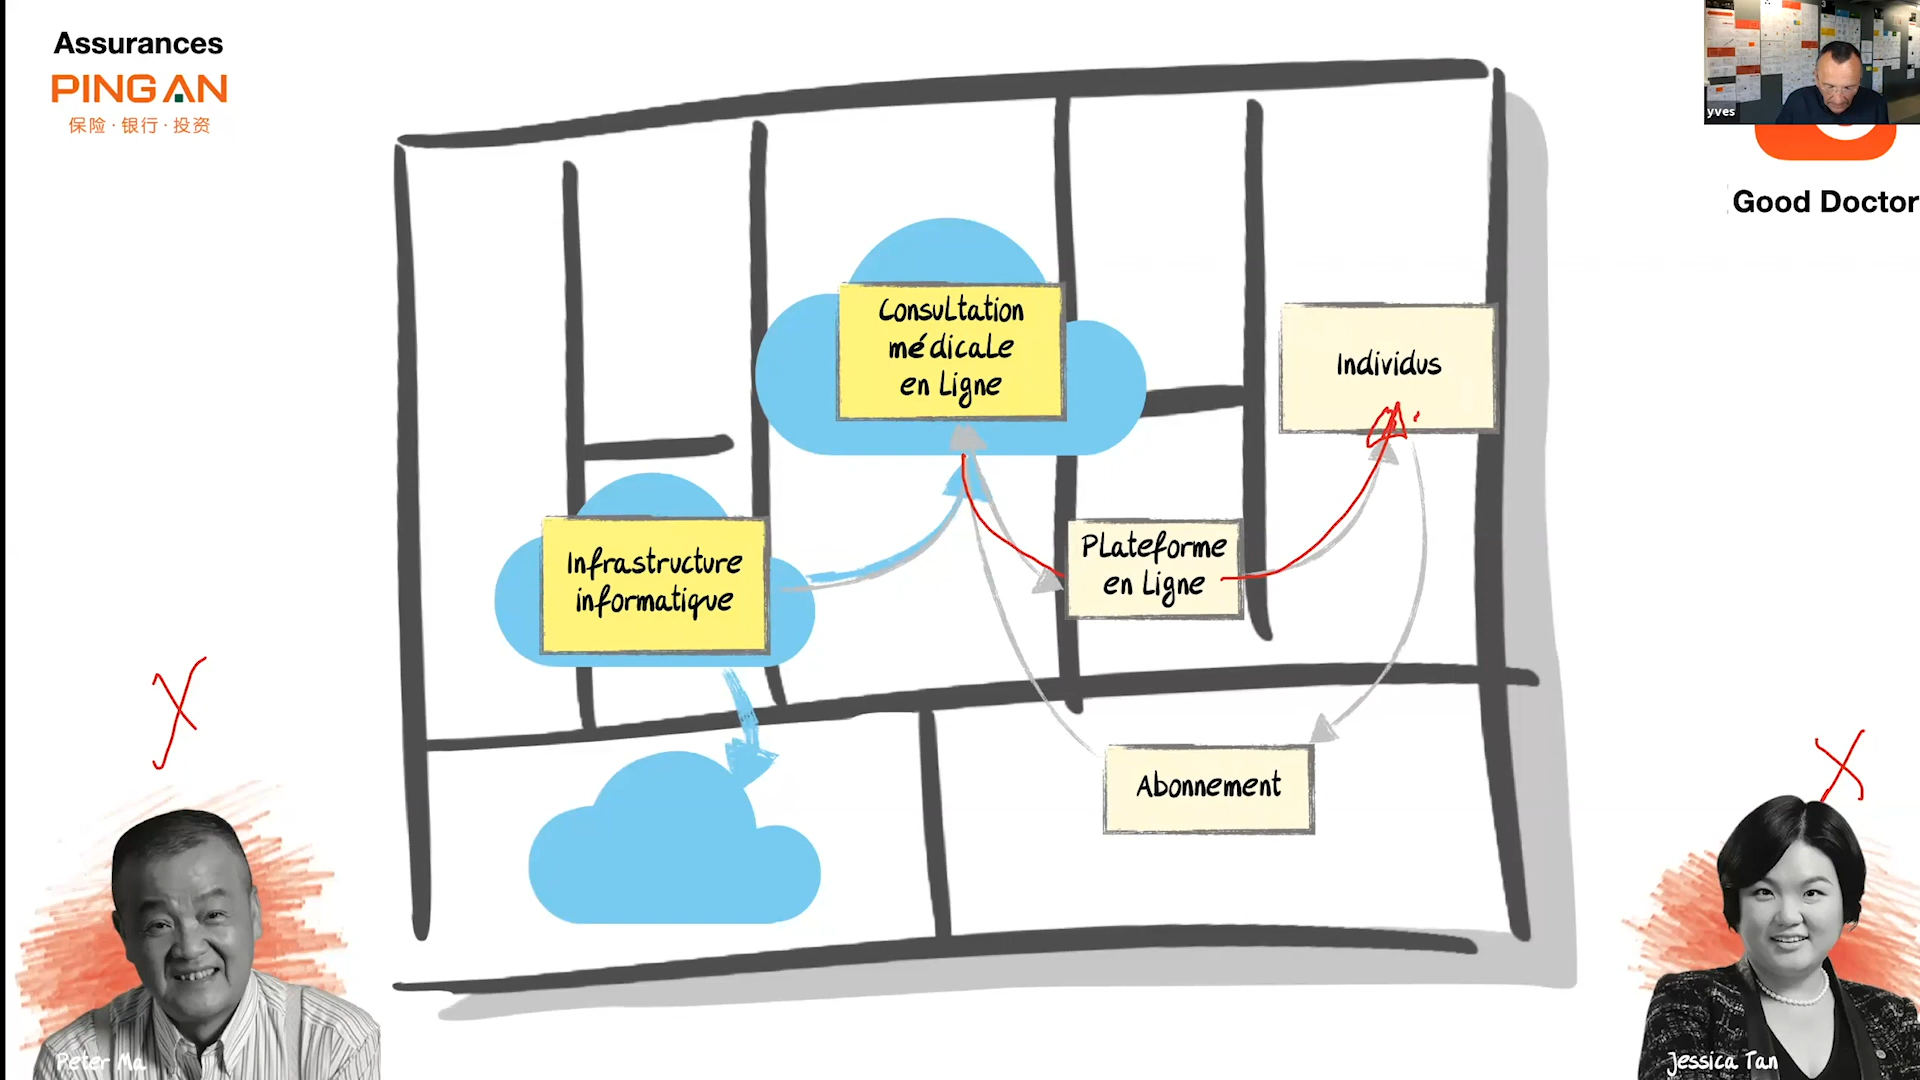 Assurances
PING AN
保险·银行·投资
yves
Good Doctor
Consultation
médicale
en Ligne
Individus
Infrastructure
informatique
Plateforme
en Ligne
Abonnement
Peter Ma
Jessica Tan